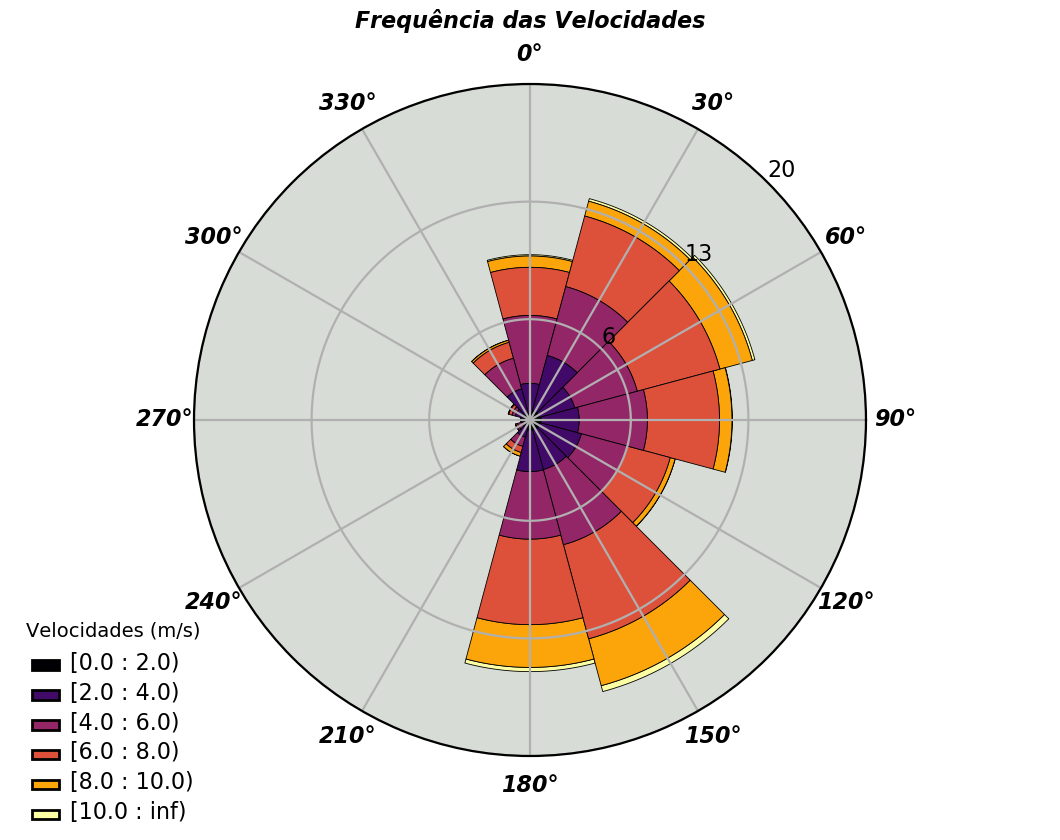 Frequência das Velocidades
0°
330°
30°
20
300°
60°
13
6
270°
90°
240°
120°
210°
150°
180°
Velocidades (m/s)
[0.0 : 2.0)
[2.0 : 4.0)
[4.0 : 6.0)
[6.0 : 8.0)
[8.0 : 10.0)
[10.0 : inf)